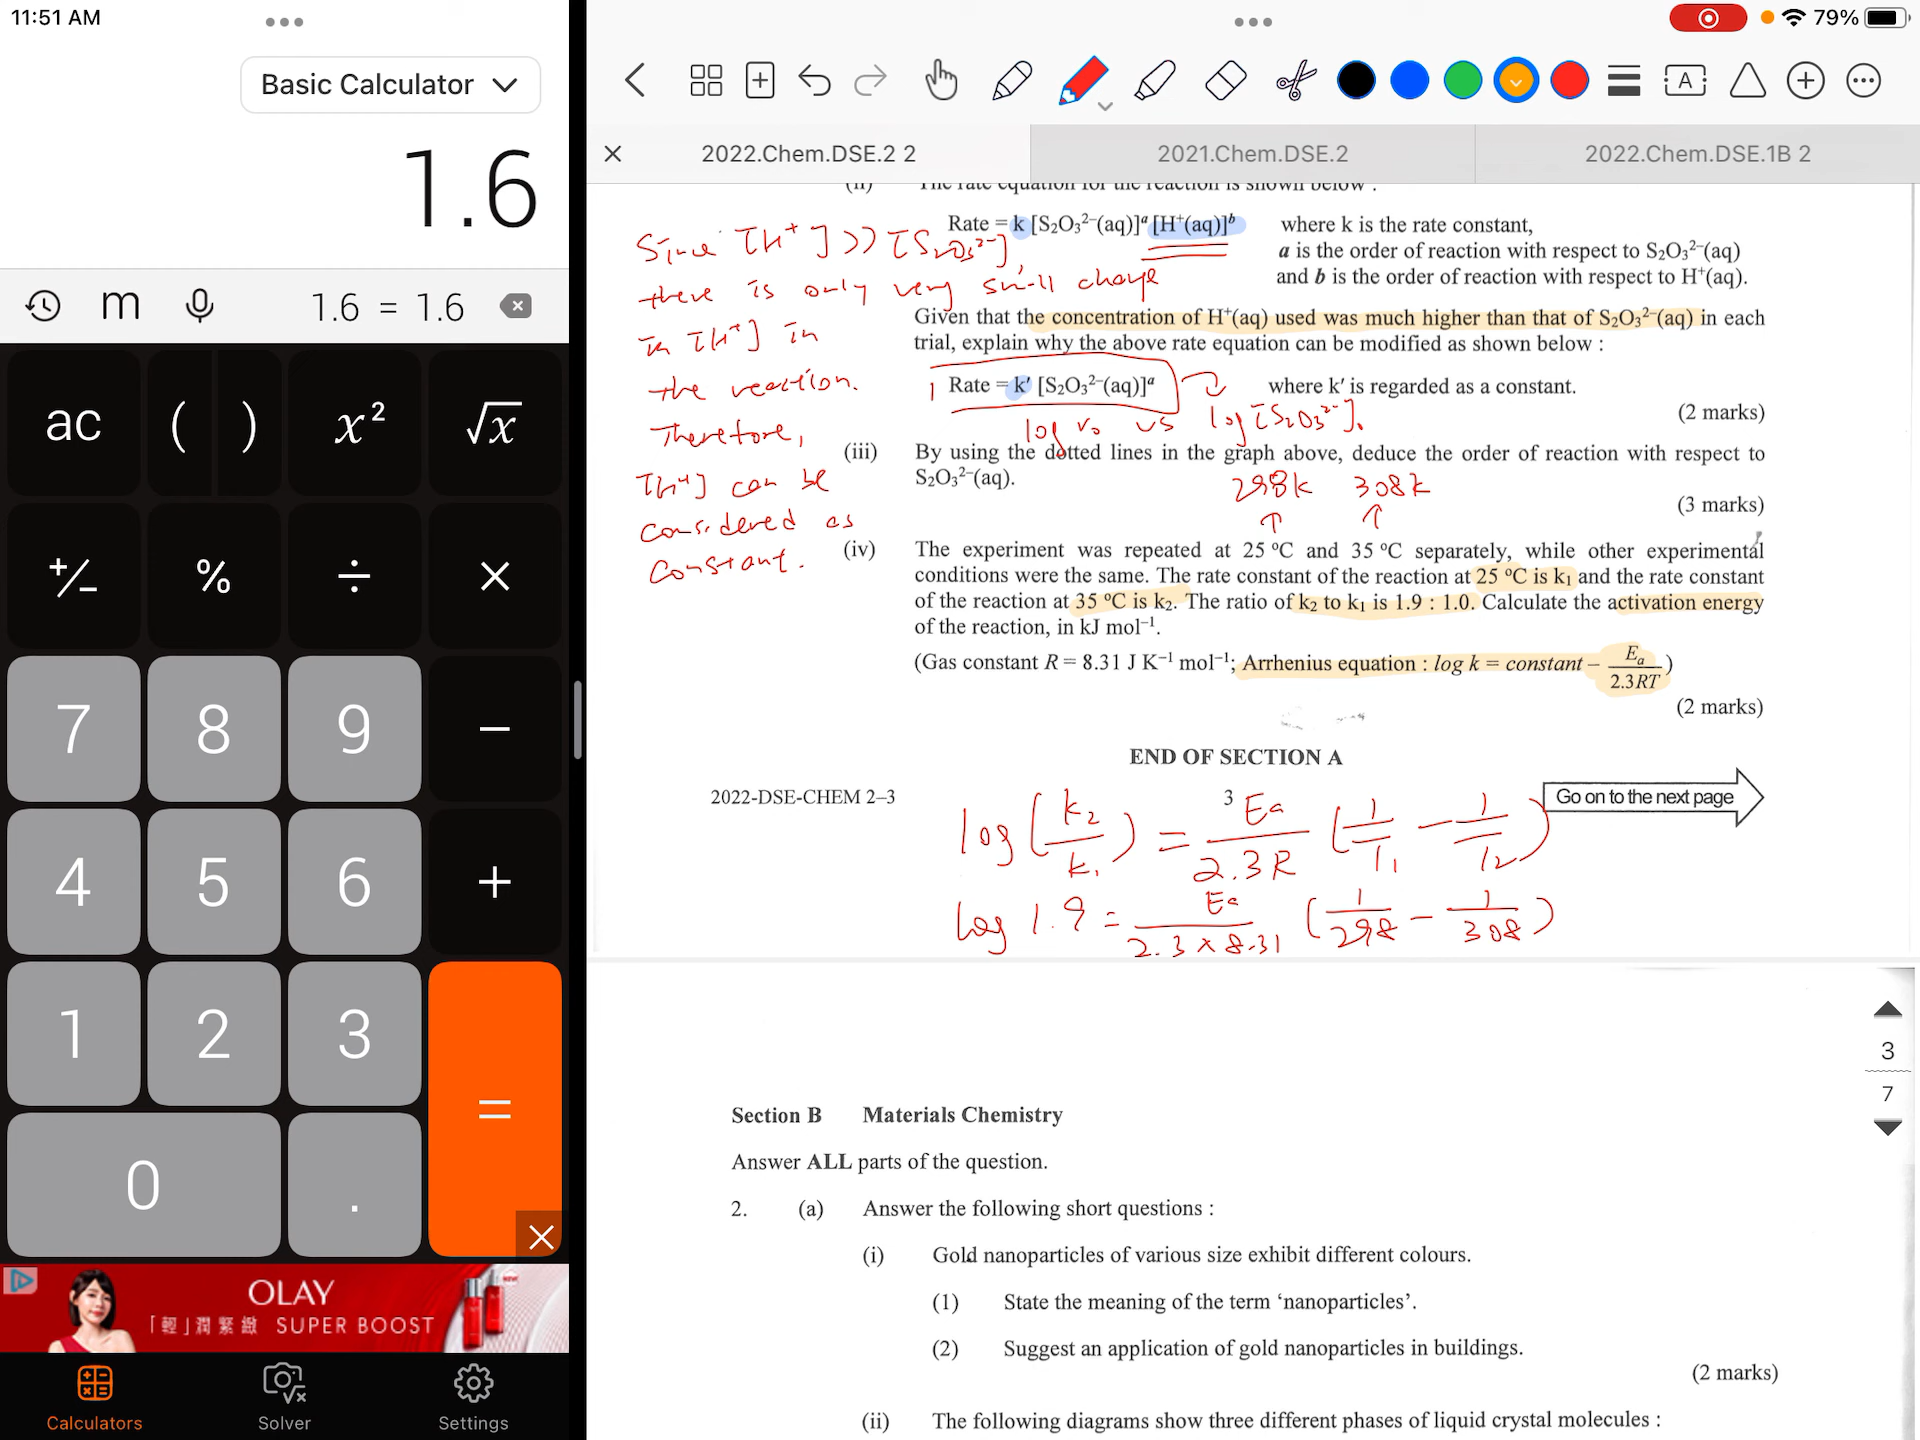 11:51 AM
79%
Basic Calculator
1.6
m 1.6 = 1.6
ac ( ) x² √x
+/− % ÷ ×
7 8 9 −
4 5 6 +
1 2 3 =
0 .
OLAY
「輕」潤緊緻 SUPER BOOST
Calculators Solver Settings
2022.Chem.DSE.2 2
2021.Chem.DSE.2
2022.Chem.DSE.1B 2
(ii) The rate equation for the reaction is shown below :
Rate = k [S₂O₃²⁻(aq)]ᵃ [H⁺(aq)]ᵇ where k is the rate constant,
a is the order of reaction with respect to S₂O₃²⁻(aq)
and b is the order of reaction with respect to H⁺(aq).
Since [H⁺] >> [S₂O₃²⁻],
there is only very small change
in [H⁺] in
the reaction.
Therefore,
[H⁺] can be
considered as
constant.
Given that the concentration of H⁺(aq) used was much higher than that of S₂O₃²⁻(aq) in each
trial, explain why the above rate equation can be modified as shown below :
Rate = k′ [S₂O₃²⁻(aq)]ᵃ where k′ is regarded as a constant.
(2 marks)
log r₀ vs log [S₂O₃²⁻].
(iii) By using the dotted lines in the graph above, deduce the order of reaction with respect to
S₂O₃²⁻(aq).
(3 marks)
298K 308K
↑ ↑
(iv) The experiment was repeated at 25 °C and 35 °C separately, while other experimental
conditions were the same. The rate constant of the reaction at 25 °C is k₁ and the rate constant
of the reaction at 35 °C is k₂. The ratio of k₂ to k₁ is 1.9 : 1.0. Calculate the activation energy
of the reaction, in kJ mol⁻¹.
(Gas constant R = 8.31 J K⁻¹ mol⁻¹; Arrhenius equation : log k = constant − Eₐ/2.3RT)
(2 marks)
END OF SECTION A
2022-DSE-CHEM 2–3 3 Go on to the next page
log (k₂/k₁) = Ea/2.3R (1/T₁ − 1/T₂)
log 1.9 = Ea/2.3 × 8.31 (1/298 − 1/308)
3
7
Section B Materials Chemistry
Answer ALL parts of the question.
2. (a) Answer the following short questions :
(i) Gold nanoparticles of various size exhibit different colours.
(1) State the meaning of the term ‘nanoparticles’.
(2) Suggest an application of gold nanoparticles in buildings.
(2 marks)
(ii) The following diagrams show three different phases of liquid crystal molecules :